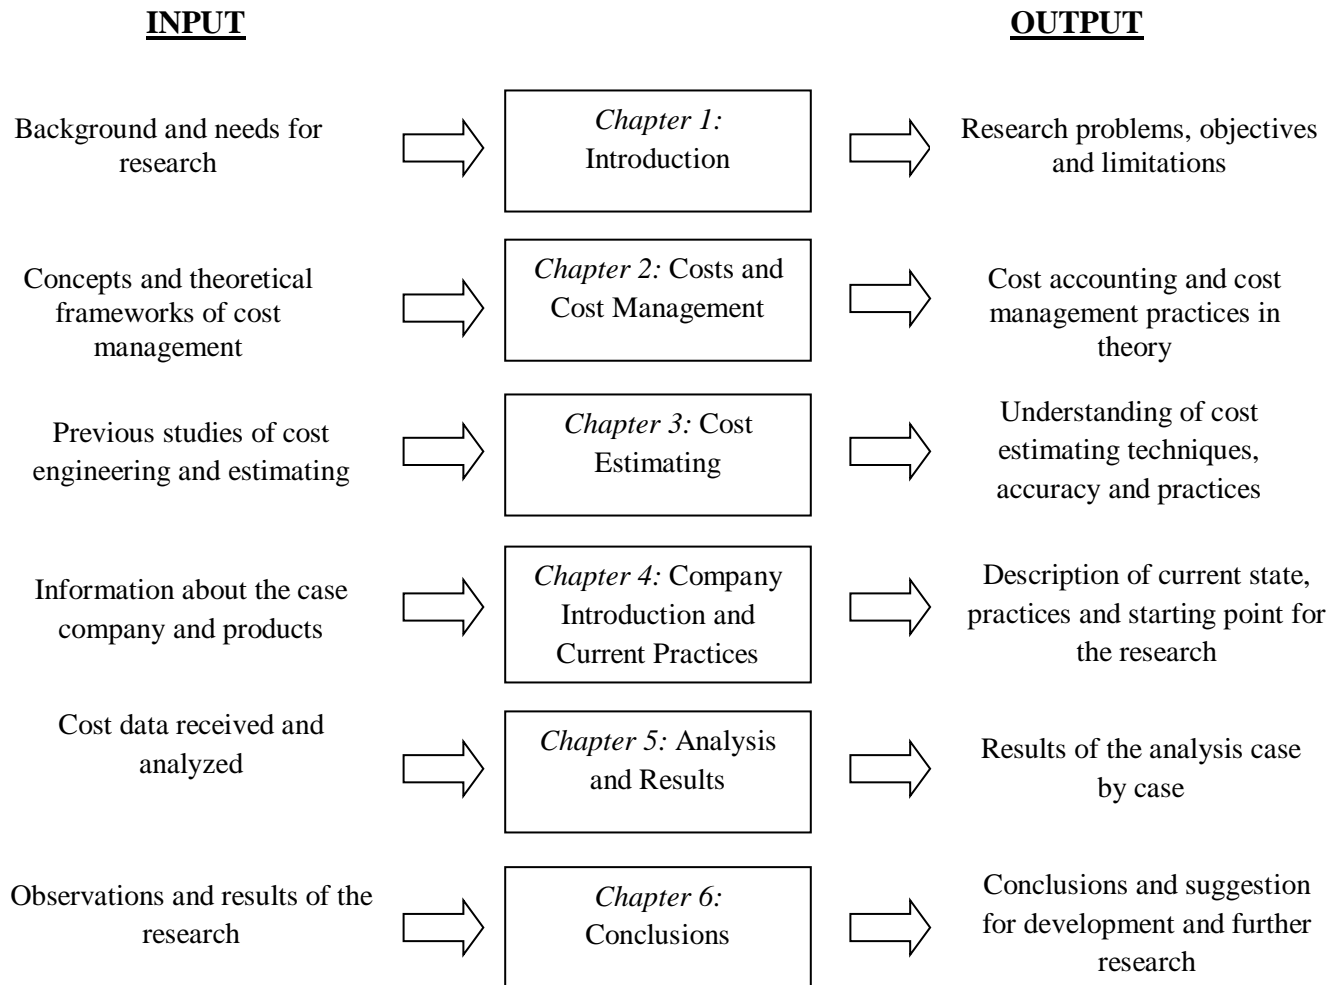 INPUT
OUTPUT
Background and needs for
research
Chapter 1:
Introduction
Research problems, objectives
and limitations
Concepts and theoretical
frameworks of cost
management
Chapter 2: Costs and
Cost Management
Cost accounting and cost
management practices in
theory
Previous studies of cost
engineering and estimating
Chapter 3: Cost
Estimating
Understanding of cost
estimating techniques,
accuracy and practices
Information about the case
company and products
Chapter 4: Company
Introduction and
Current Practices
Description of current state,
practices and starting point for
the research
Cost data received and
analyzed
Chapter 5: Analysis
and Results
Results of the analysis case
by case
Observations and results of the
research
Chapter 6:
Conclusions
Conclusions and suggestion
for development and further
research